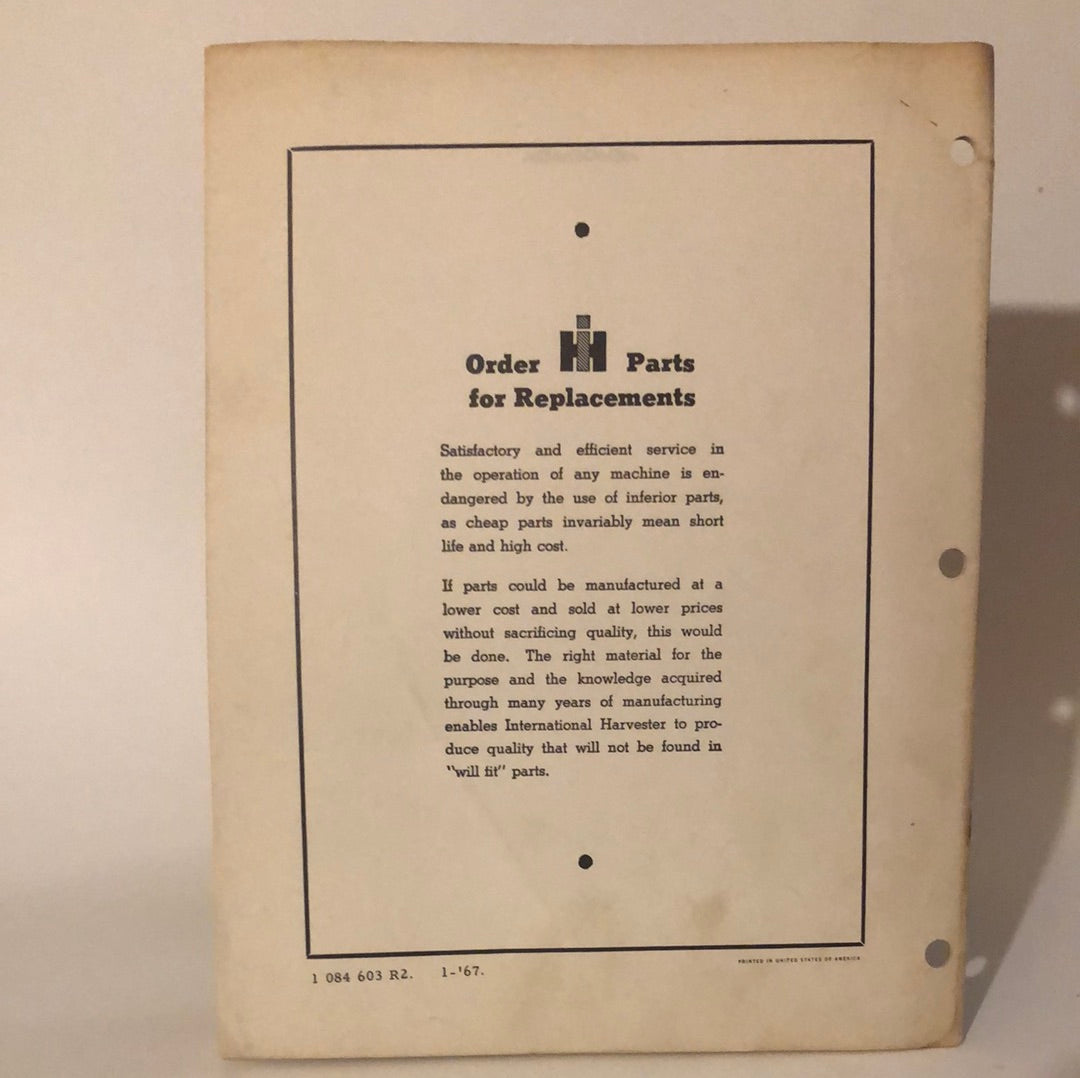 Order IH Parts
for Replacements
Satisfactory and efficient service in
the operation of any machine is en-
dangered by the use of inferior parts,
as cheap parts invariably mean short
life and high cost.
If parts could be manufactured at a
lower cost and sold at lower prices
without sacrificing quality, this would
be done. The right material for the
purpose and the knowledge acquired
through many years of manufacturing
enables International Harvester to pro-
duce quality that will not be found in
"will fit" parts.
1 084 603 R2. 1-'67.
PRINTED IN UNITED STATES OF AMERICA